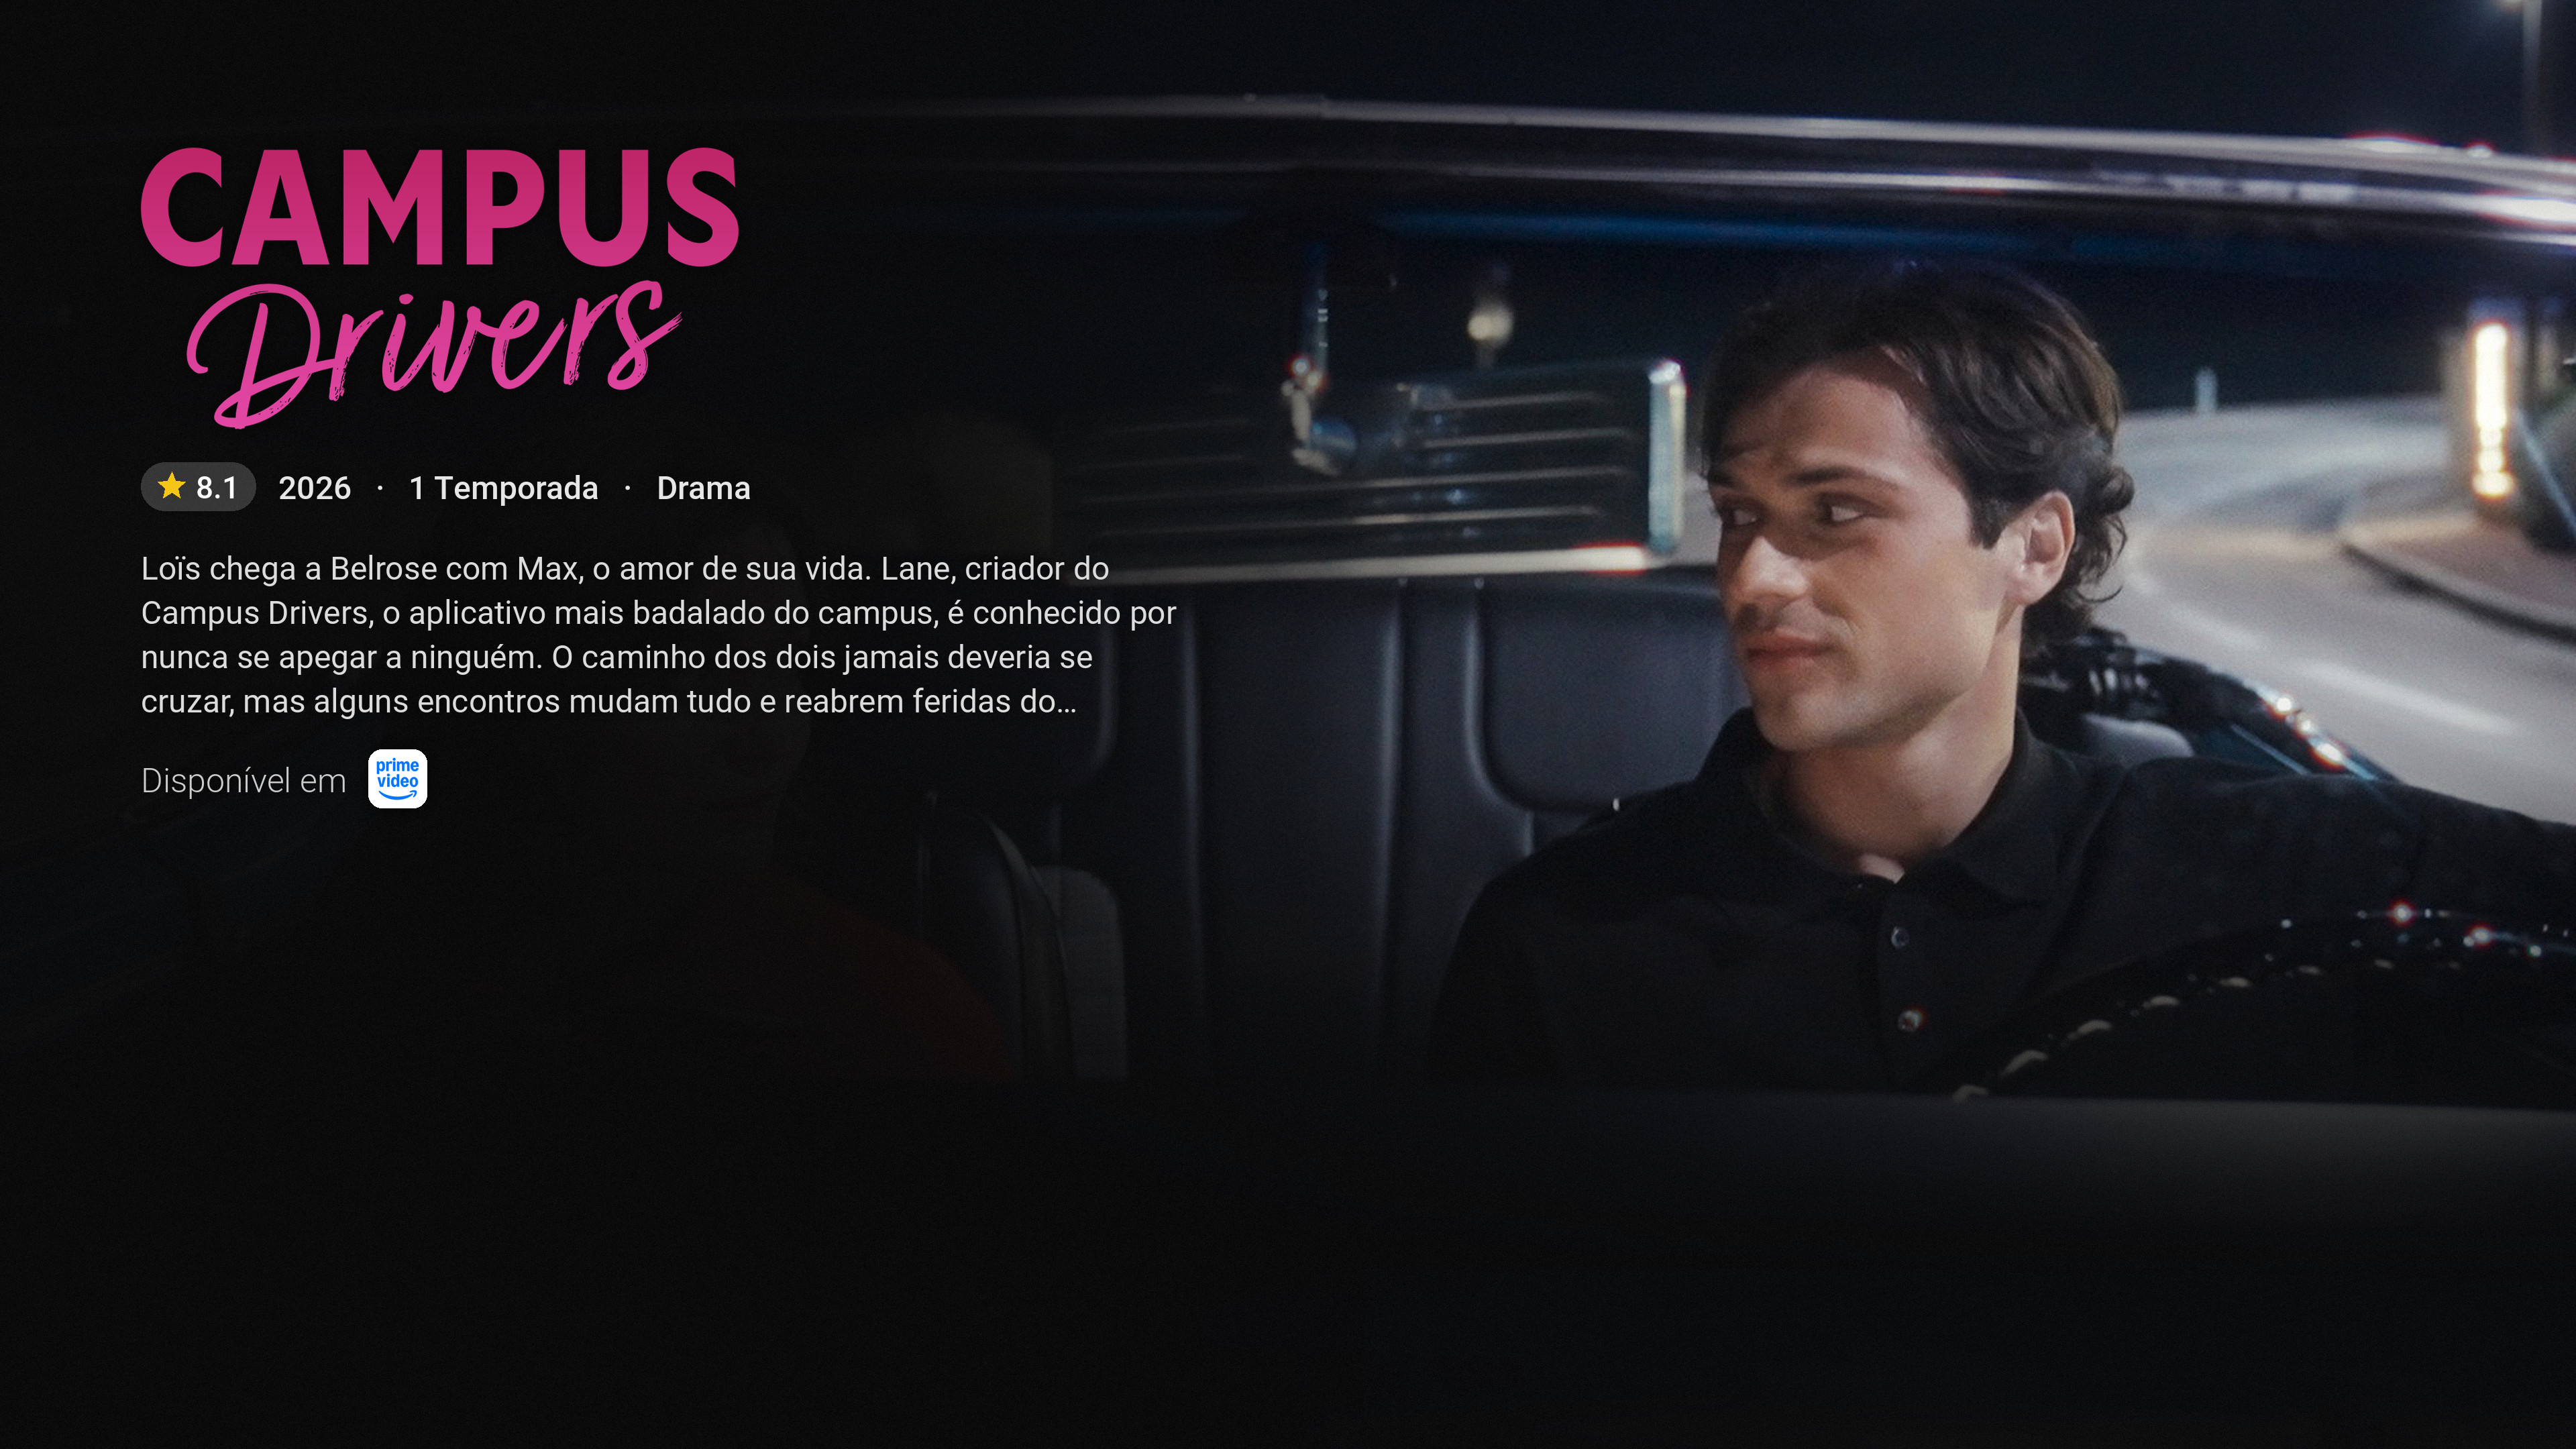 CAMPUS
Drivers
8.1 2026 · 1 Temporada · Drama
Loïs chega a Belrose com Max, o amor de sua vida. Lane, criador do
Campus Drivers, o aplicativo mais badalado do campus, é conhecido por
nunca se apegar a ninguém. O caminho dos dois jamais deveria se
cruzar, mas alguns encontros mudam tudo e reabrem feridas do...
Disponível em prime video